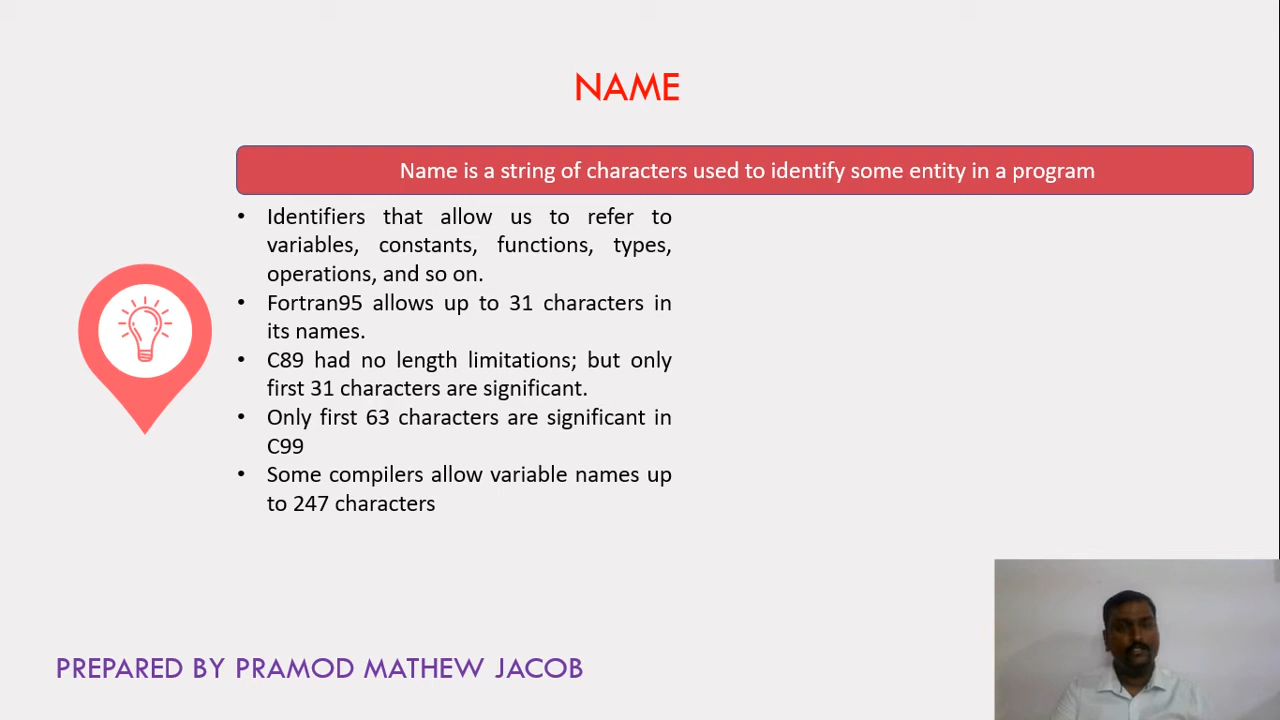 NAME
Name is a string of characters used to identify some entity in a program
• Identifiers that allow us to refer to
variables, constants, functions, types,
operations, and so on.
• Fortran95 allows up to 31 characters in
its names.
• C89 had no length limitations; but only
first 31 characters are significant.
• Only first 63 characters are significant in
C99
• Some compilers allow variable names up
to 247 characters
PREPARED BY PRAMOD MATHEW JACOB